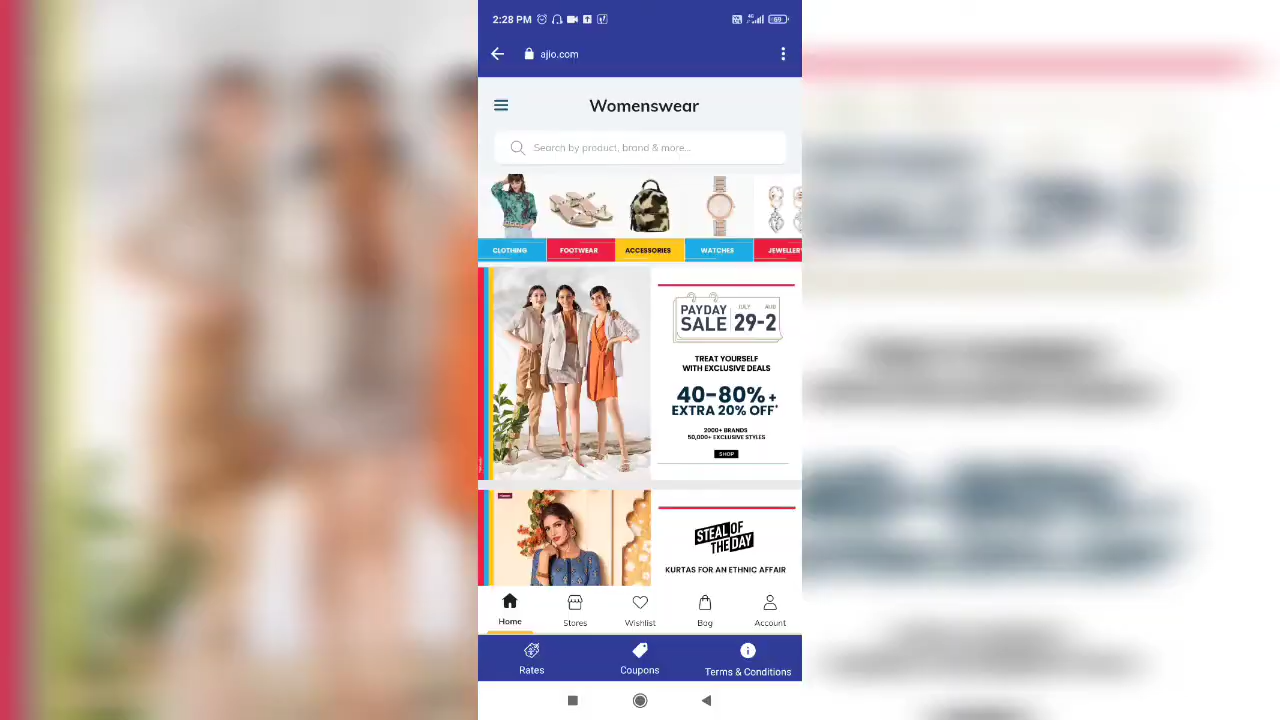 2:28 PM
4G
69
ajio.com
Womenswear
Search by product, brand & more...
CLOTHING
FOOTWEAR
ACCESSORIES
WATCHES
JEWELLERY
PAYDAY
SALE
JULY AUG
29-2
TREAT YOURSELF
WITH EXCLUSIVE DEALS
40-80% +
EXTRA 20% OFF*
2000+ BRANDS
50,000+ EXCLUSIVE STYLES
SHOP
STEAL OF
THE DAY
KURTAS FOR AN ETHNIC AFFAIR
Home
Stores
Wishlist
Bag
Account
Rates
Coupons
Terms & Conditions